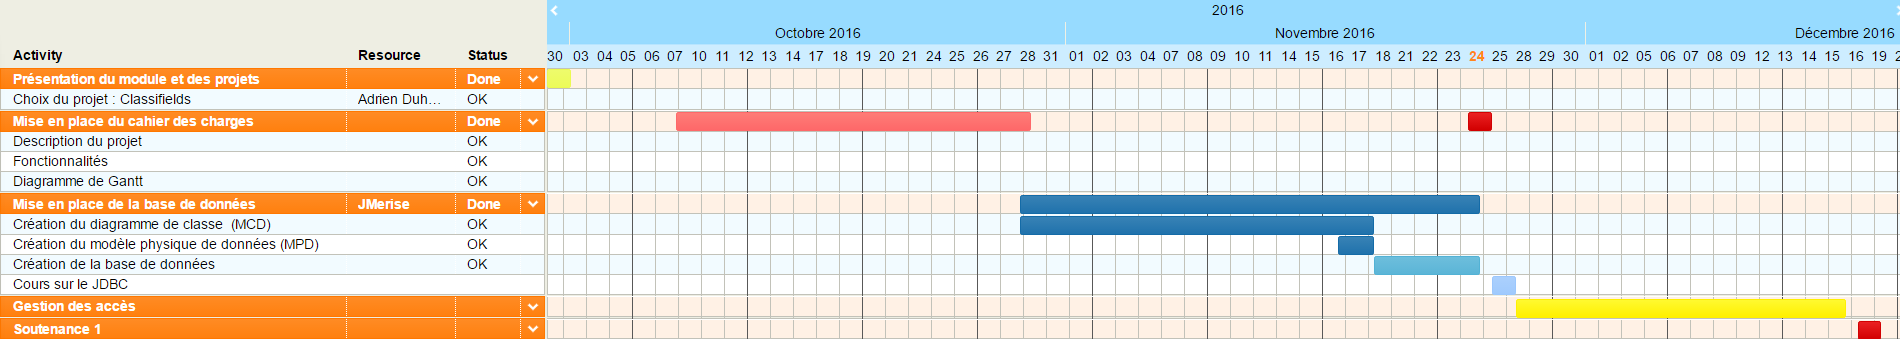 2016
Octobre 2016 Novembre 2016 Décembre 2016
Activity Resource Status 30 03 04 05 06 07 10 11 12 13 14 17 18 19 20 21 24 25 26 27 28 31 01 02 03 04 07 08 09 10 11 14 15 16 17 18 21 22 23 24 25 28 29 30 01 02 05 06 07 08 09 12 13 14 15 16 19 2
Présentation du module et des projets Done
Choix du projet : Classifields Adrien Duh... OK
Mise en place du cahier des charges Done
Description du projet OK
Fonctionnalités OK
Diagramme de Gantt OK
Mise en place de la base de données JMerise Done
Création du diagramme de classe (MCD) OK
Création du modèle physique de données (MPD) OK
Création de la base de données OK
Cours sur le JDBC
Gestion des accès
Soutenance 1